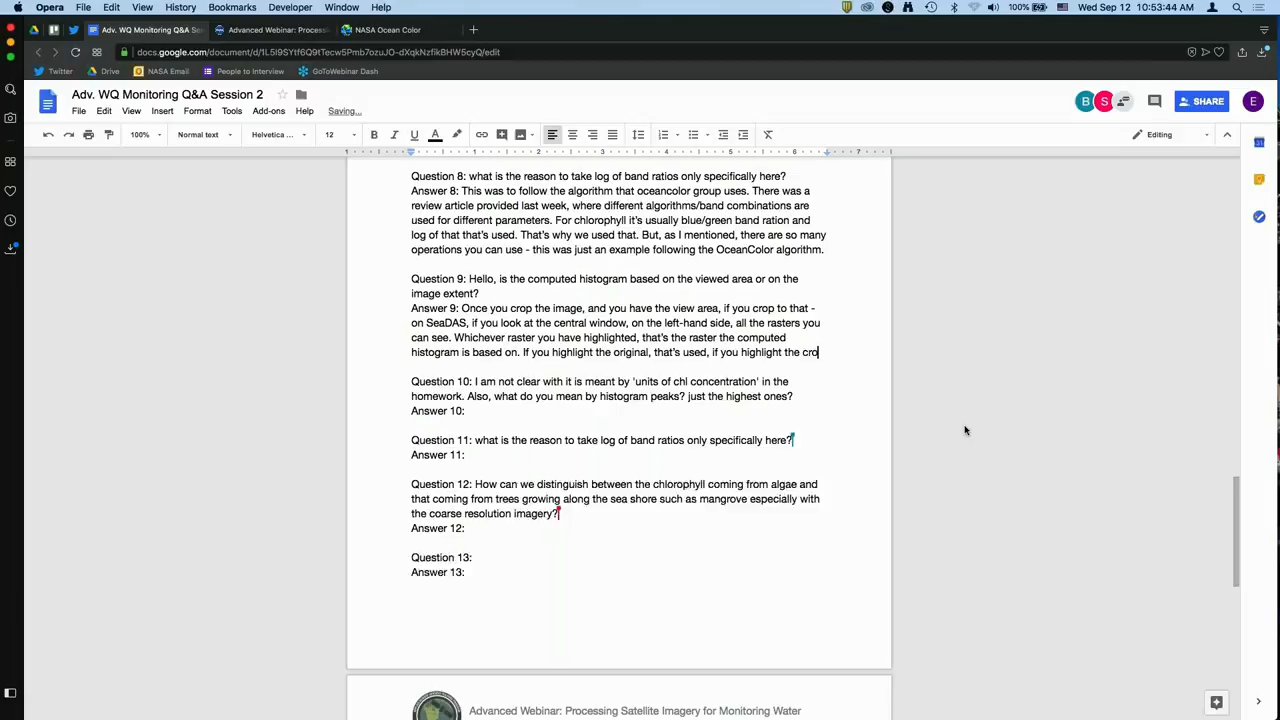 Opera File Edit View History Bookmarks Developer Window Help 100% Wed Sep 12 10:53:44 AM
Adv. WQ Monitoring Q&A Ses Advanced Webinar: Processi NASA Ocean Color
docs.google.com/document/d/1L5I9SYtf6Q9tTecw5Pmb7ozuJO-dXqkNzfikBHW5cyQ/edit
Twitter Drive NASA Email People to Interview GoToWebinar Dash
Adv. WQ Monitoring Q&A Session 2
File Edit View Insert Format Tools Add-ons Help Saving...
B S SHARE E
100% Normal text Helvetica ... 12 B I U A Editing
1 1 2 3 4 5 6 7
Question 8: what is the reason to take log of band ratios only specifically here?
Answer 8: This was to follow the algorithm that oceancolor group uses. There was a
review article provided last week, where different algorithms/band combinations are
used for different parameters. For chlorophyll it's usually blue/green band ration and
log of that that's used. That's why we used that. But, as I mentioned, there are so many
operations you can use - this was just an example following the OceanColor algorithm.
Question 9: Hello, is the computed histogram based on the viewed area or on the
image extent?
Answer 9: Once you crop the image, and you have the view area, if you crop to that -
on SeaDAS, if you look at the central window, on the left-hand side, all the rasters you
can see. Whichever raster you have highlighted, that's the raster the computed
histogram is based on. If you highlight the original, that's used, if you highlight the cro
Question 10: I am not clear with it is meant by 'units of chl concentration' in the
homework. Also, what do you mean by histogram peaks? just the highest ones?
Answer 10:
Question 11: what is the reason to take log of band ratios only specifically here?
Answer 11:
Question 12: How can we distinguish between the chlorophyll coming from algae and
that coming from trees growing along the sea shore such as mangrove especially with
the coarse resolution imagery?
Answer 12:
Question 13:
Answer 13:
Advanced Webinar: Processing Satellite Imagery for Monitoring Water